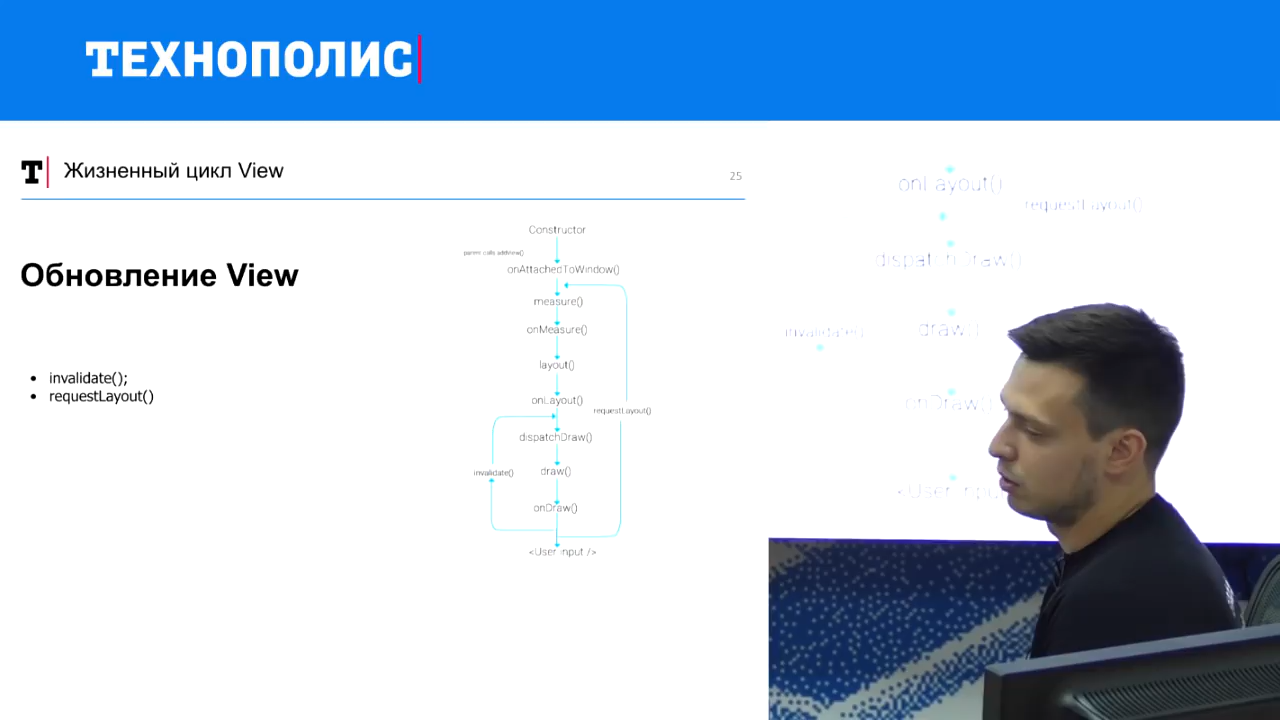 ТЕХНОПОЛИС
T
Жизненный цикл View
25
Обновление View
invalidate();
requestLayout()
Constructor
parent calls addView()
onAttachedToWindow()
measure()
onMeasure()
layout()
onLayout()
requestLayout()
dispatchDraw()
invalidate()
draw()
onDraw()
<User input />
onLayout()
requestLayout()
dispatchDraw()
invalidate()
draw()
onDraw()
<User inpu